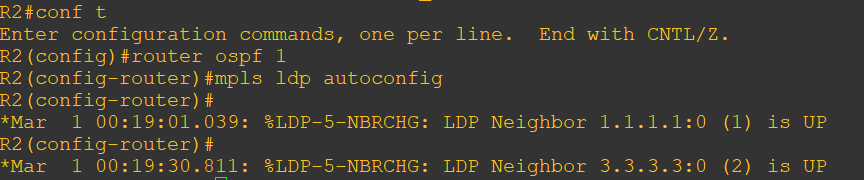 R2#conf t
Enter configuration commands, one per line.  End with CNTL/Z.
R2(config)#router ospf 1
R2(config-router)#mpls ldp autoconfig
R2(config-router)#
*Mar  1 00:19:01.039: %LDP-5-NBRCHG: LDP Neighbor 1.1.1.1:0 (1) is UP
R2(config-router)#
*Mar  1 00:19:30.811: %LDP-5-NBRCHG: LDP Neighbor 3.3.3.3:0 (2) is UP